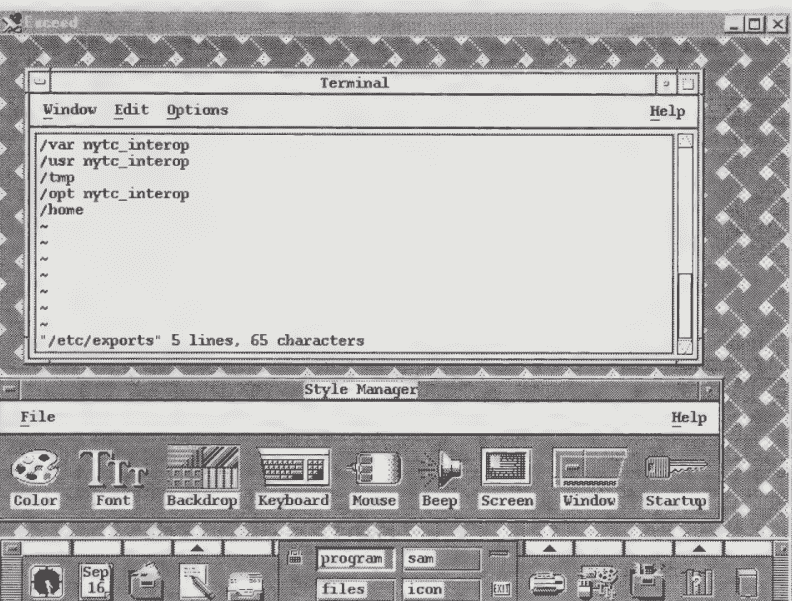 Exceed
Terminal
Window Edit Options Help
/var nytc_interop
/usr nytc_interop
/tmp
/opt nytc_interop
/home
~
~
~
~
~
~
~
"/etc/exports" 5 lines, 65 characters
Style Manager
File Help
Color Font Backdrop Keyboard Mouse Beep Screen Window Startup
program sam
Sep
16
files icon EXIT